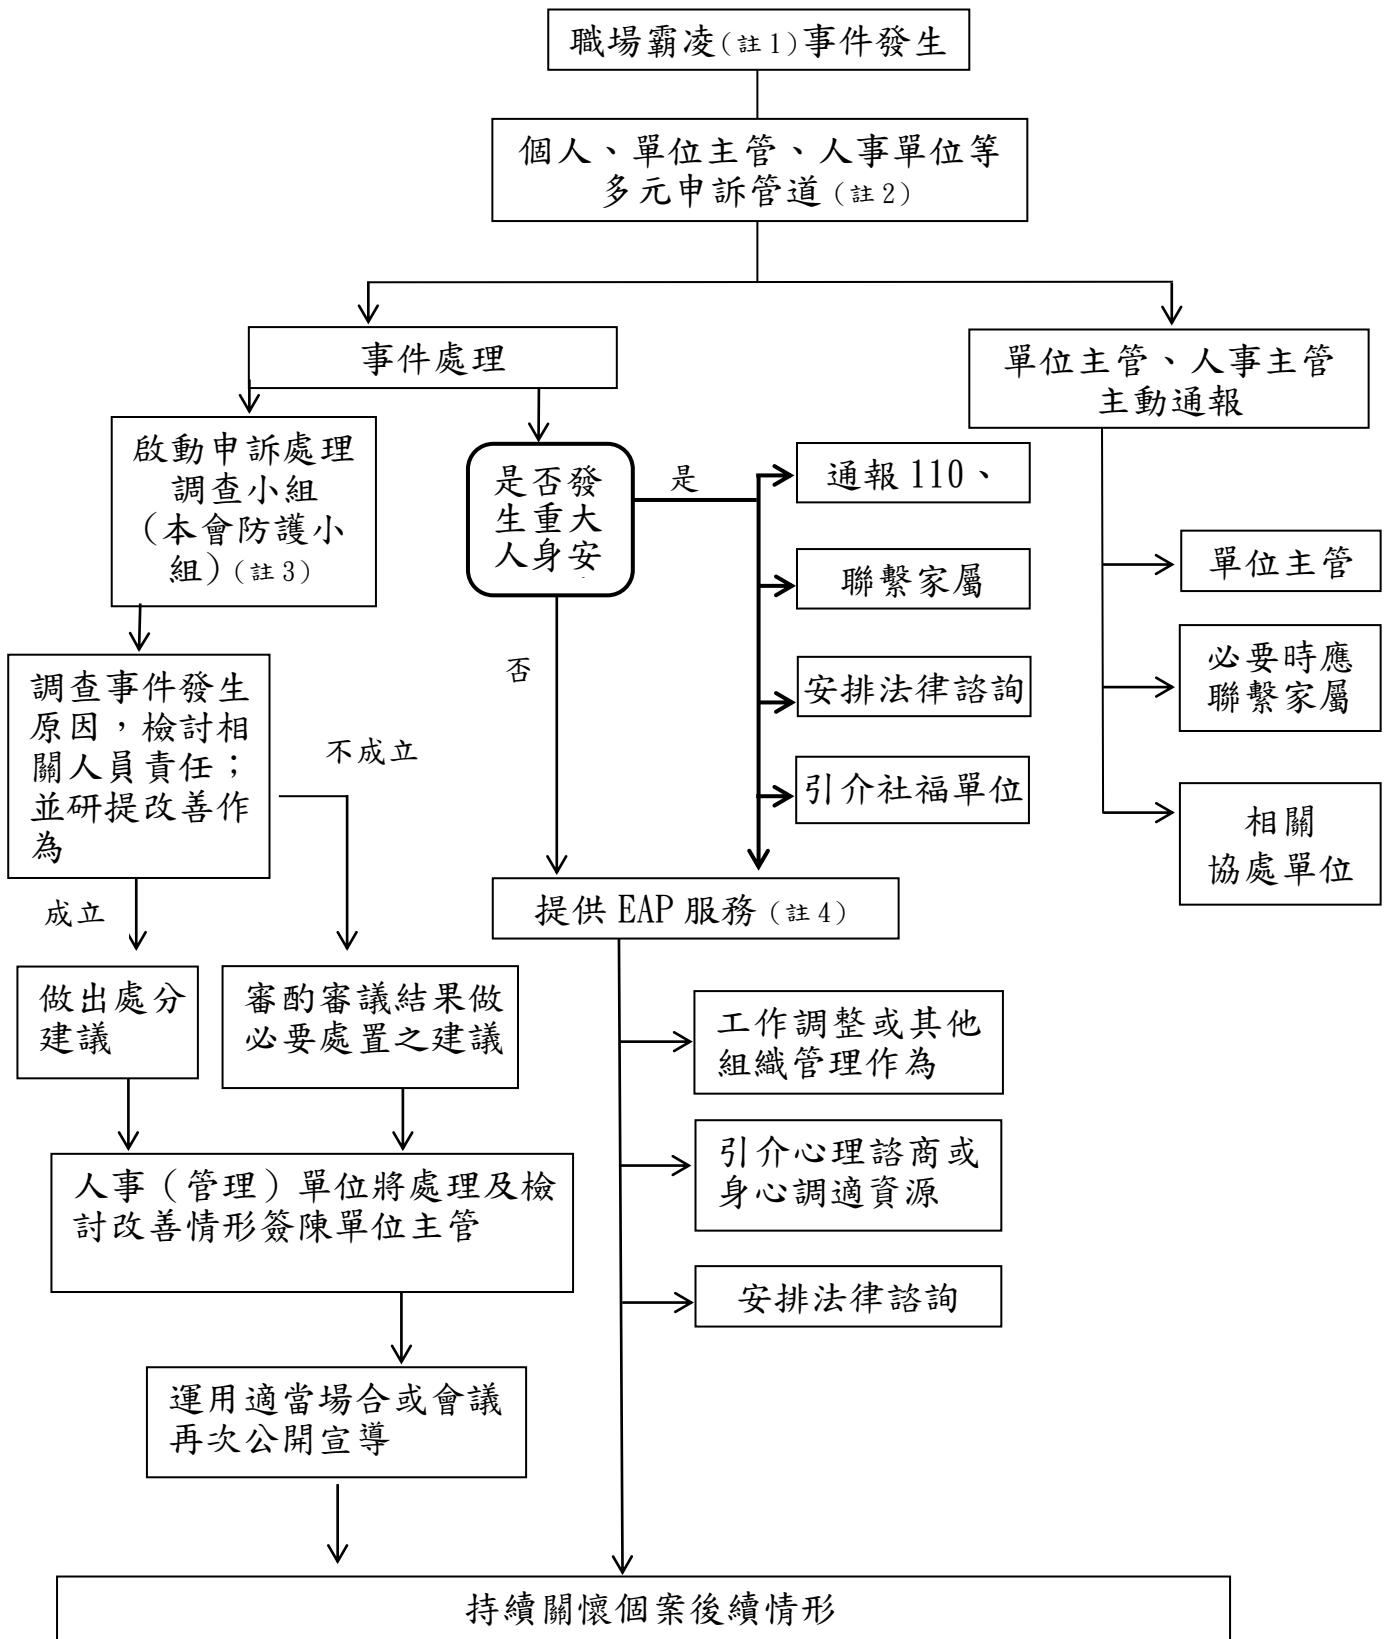 職場霸凌(註1)事件發生
個人、單位主管、人事單位等
多元申訴管道(註2)
事件處理
單位主管、人事主管
主動通報
啟動申訴處理
調查小組
(本會防護小
組)(註3)
是否發
生重大
人身安
是
通報 110、
聯繫家屬
安排法律諮詢
引介社福單位
單位主管
必要時應
聯繫家屬
相關
協處單位
否
調查事件發生
原因，檢討相
關人員責任；
並研提改善作
為
不成立
成立
提供 EAP 服務(註4)
做出處分
建議
審酌審議結果做
必要處置之建議
工作調整或其他
組織管理作為
引介心理諮商或
身心調適資源
安排法律諮詢
人事（管理）單位將處理及檢
討改善情形簽陳單位主管
運用適當場合或會議
再次公開宣導
持續關懷個案後續情形